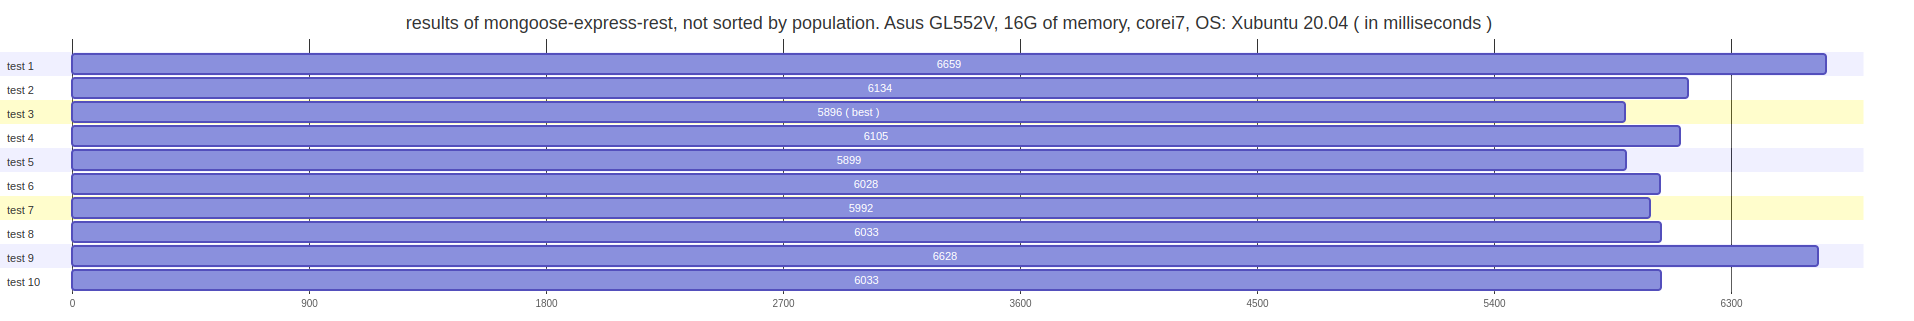 results of mongoose-express-rest, not sorted by population. Asus GL552V, 16G of memory, corei7, OS: Xubuntu 20.04 ( in milliseconds )
test 1 6659
test 2 6134
test 3 5896 ( best )
test 4 6105
test 5 5899
test 6 6028
test 7 5992
test 8 6033
test 9 6628
test 10 6033
0 900 1800 2700 3600 4500 5400 6300